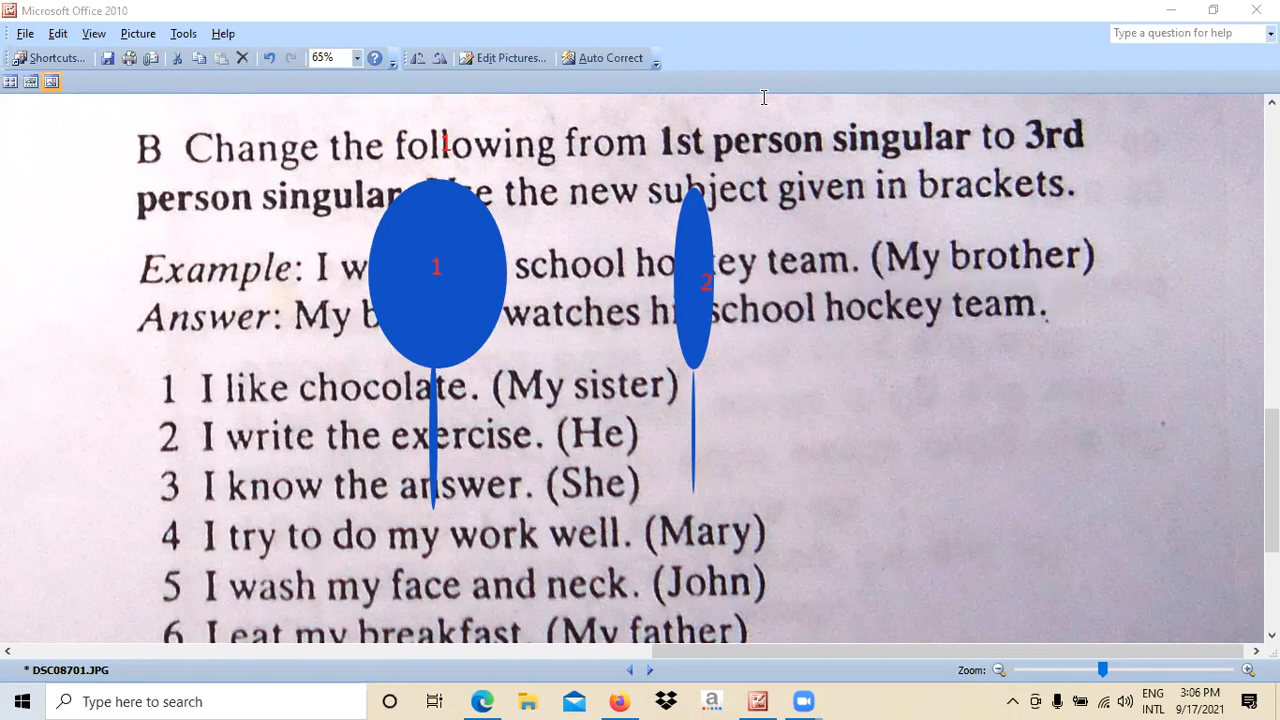 Microsoft Office 2010
File Edit View Picture Tools Help
Type a question for help
Shortcuts... 65% Edit Pictures... Auto Correct
B Change the following from 1st person singular to 3rd
person singular the new subject given in brackets.
Example: I school team. (My brother)
1 2
Answer: My watches school hockey team.
1 I like chocolate. (My sister)
2 I write the exercise. (He)
3 I know the answer. (She)
4 I try to do my work well. (Mary)
5 I wash my face and neck. (John)
6 I eat my breakfast. (My father)
* DSC08701.JPG Zoom:
Type here to search
ENG 3:06 PM
INTL 9/17/2021